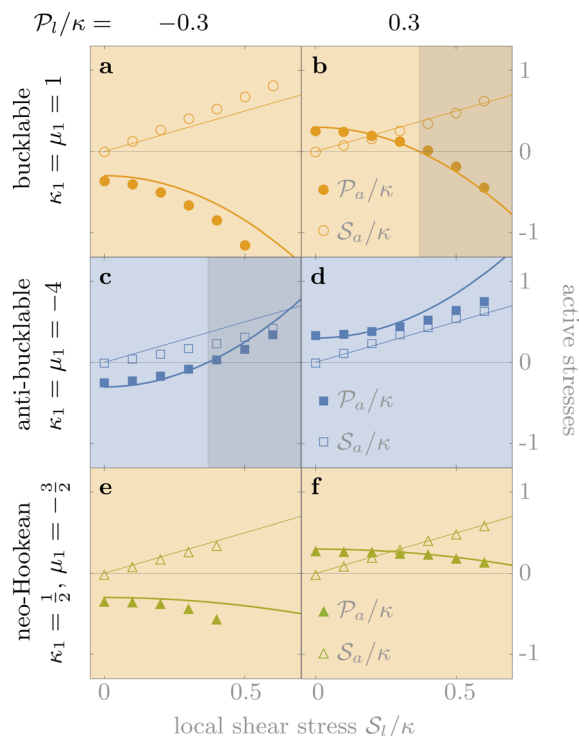 𝒫ₗ/κ = −0.3 0.3
bucklable
κ₁ = μ₁ = 1
a
b
1
0
-1
𝒫ₐ/κ
𝒮ₐ/κ
anti-bucklable
κ₁ = μ₁ = −4
c
d
1
0
-1
𝒫ₐ/κ
𝒮ₐ/κ
active stresses
neo-Hookean
κ₁ = 1/2, μ₁ = −3/2
e
f
1
0
-1
𝒫ₐ/κ
𝒮ₐ/κ
0 0.5 0 0.5
local shear stress 𝒮ₗ/κ